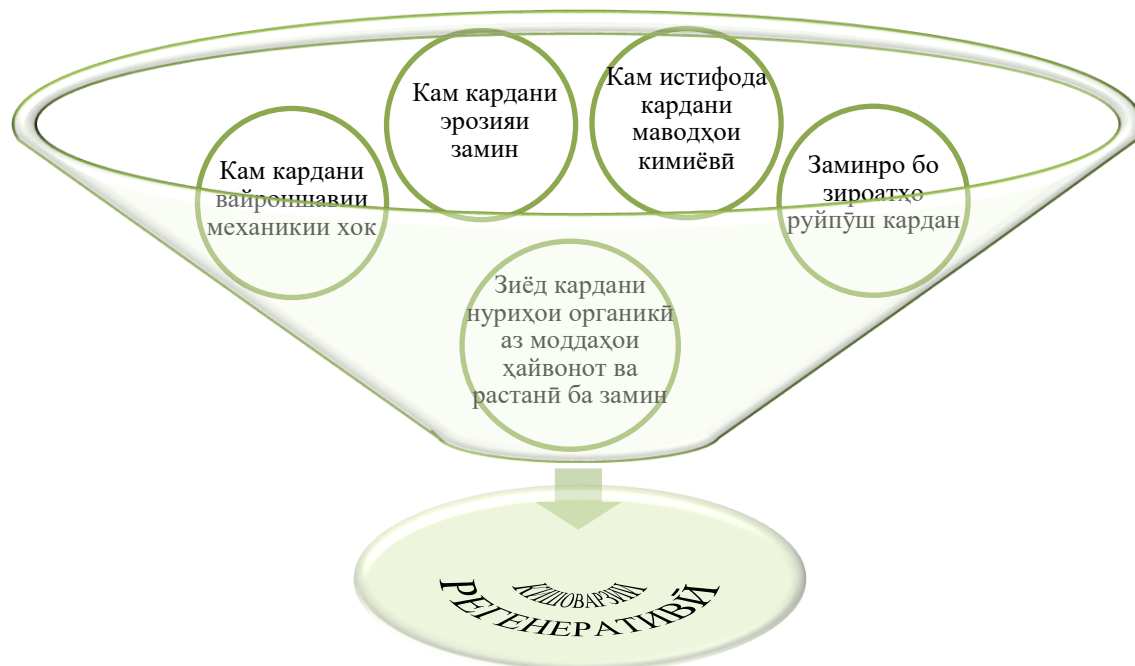 Кам кардани
вайроншавии
механикии хок
Кам кардани
эрозияи
замин
Кам истифода
кардани
маводҳои
кимиёвӣ
Заминро бо
зироатҳо
руйпӯш кардан
Зиёд кардани
нуриҳои органикӣ
аз моддаҳои
ҳайвонот ва
растанӣ ба замин
КИШОВАРЗИИ
РЕГЕНЕРАТИВӢ